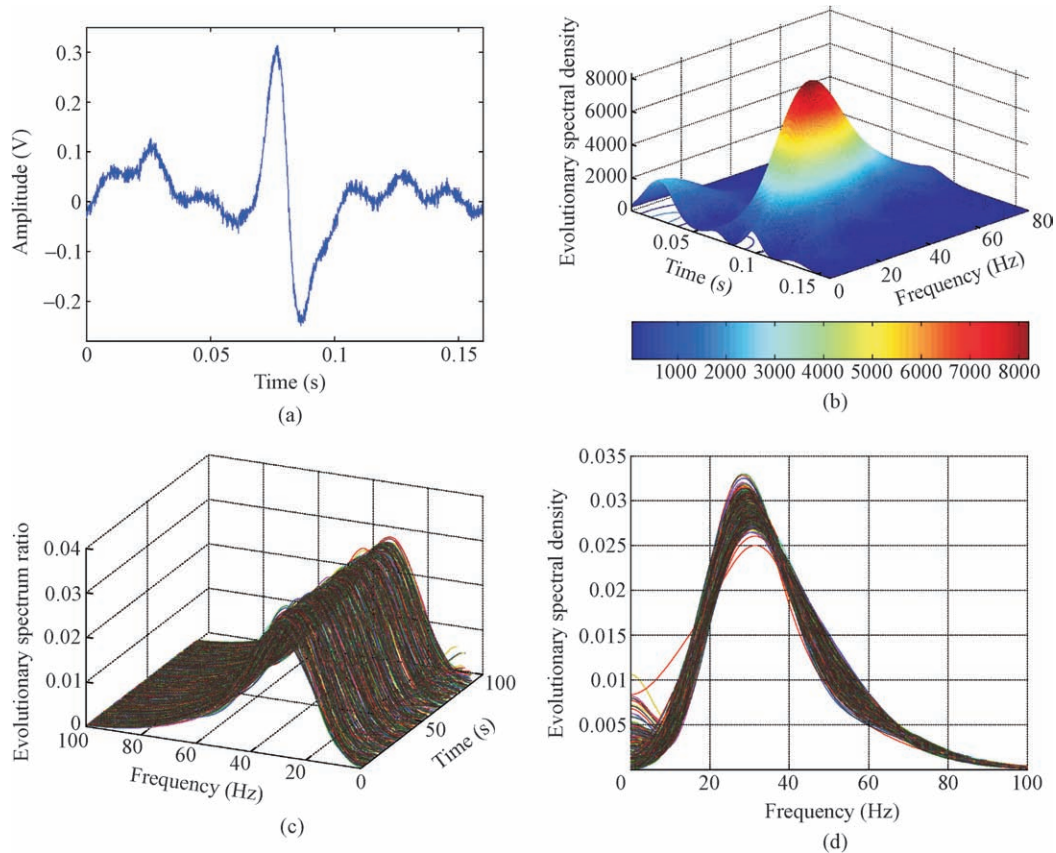 0.3
0.2
0.1
0
−0.1
−0.2
Amplitude (V)
0
0.05
0.1
0.15
Time (s)
(a)
8000
6000
4000
2000
0
Evolutionary spectral density
0.05
0.1
0.15
Time (s)
0
20
40
60
80
Frequency (Hz)
1000 2000 3000 4000 5000 6000 7000 8000
(b)
0.04
0.03
0.02
0.01
0
Evolutionary spectrum ratio
100
80
60
40
20
0
Frequency (Hz)
50
100
Time (s)
(c)
0.035
0.03
0.025
0.02
0.015
0.01
0.005
Evolutionary spectral density
0 20 40 60 80 100
Frequency (Hz)
(d)